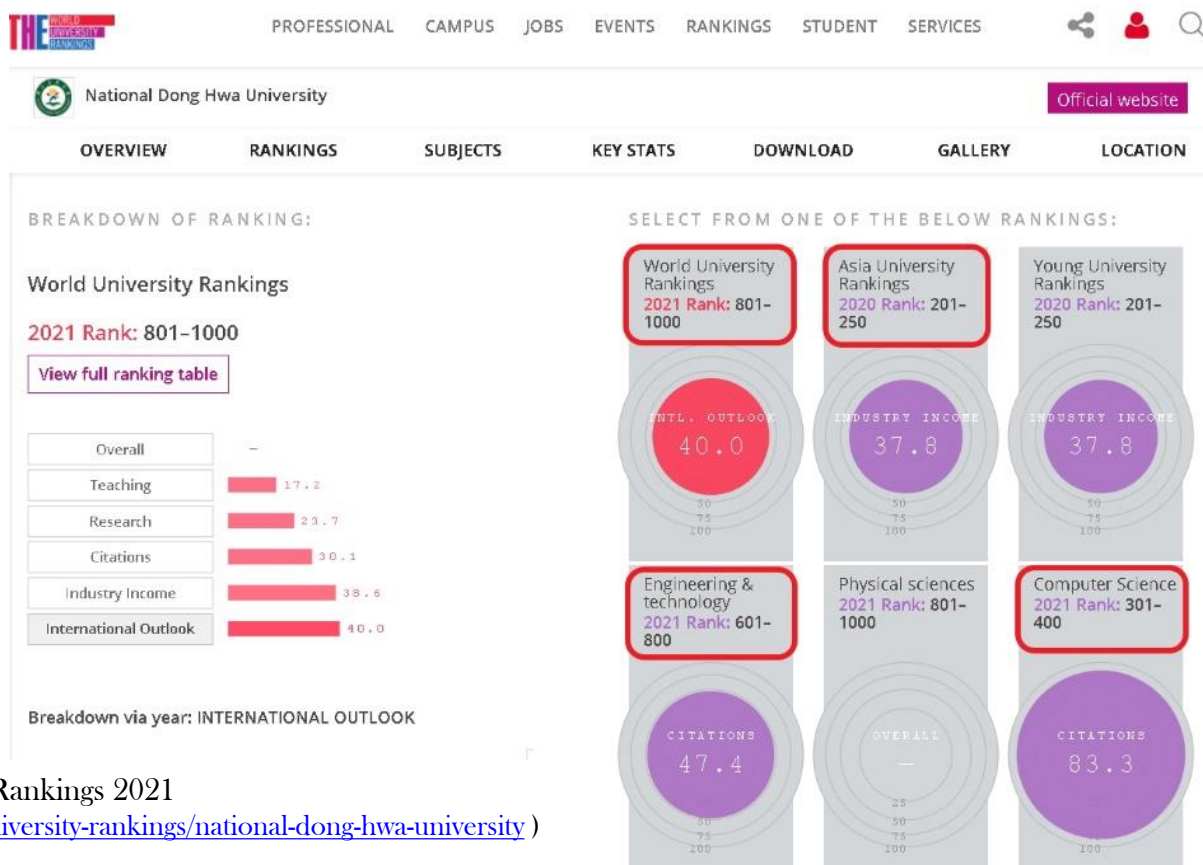 THE WORLD
UNIVERSITY
RANKINGS
PROFESSIONAL CAMPUS JOBS EVENTS RANKINGS STUDENT SERVICES
National Dong Hwa University
Official website
OVERVIEW RANKINGS SUBJECTS KEY STATS DOWNLOAD GALLERY LOCATION
BREAKDOWN OF RANKING:
World University Rankings
2021 Rank: 801–1000
View full ranking table
Overall –
Teaching 17.2
Research 23.7
Citations 30.1
Industry Income 38.6
International Outlook 40.0
Breakdown via year: INTERNATIONAL OUTLOOK
SELECT FROM ONE OF THE BELOW RANKINGS:
World University
Rankings
2021 Rank: 801–
1000
INTL. OUTLOOK
40.0
50
75
100
Asia University
Rankings
2020 Rank: 201–
250
INDUSTRY INCOME
37.8
50
75
100
Young University
Rankings
2020 Rank: 201–
250
INDUSTRY INCOME
37.8
50
75
100
Engineering &
technology
2021 Rank: 601–
800
CITATIONS
47.4
50
75
100
Physical sciences
2021 Rank: 801–
1000
OVERALL
–
25
50
75
100
Computer Science
2021 Rank: 301–
400
CITATIONS
83.3
100
Rankings 2021
iversity-rankings/national-dong-hwa-university )